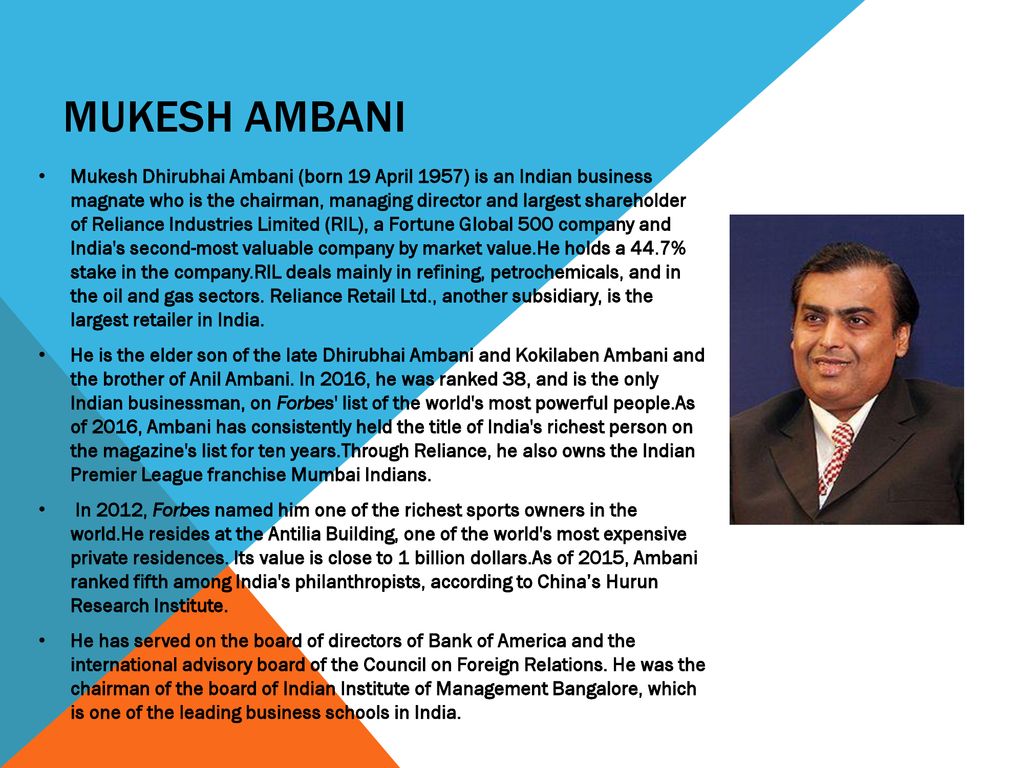 MUKESH AMBANI
• Mukesh Dhirubhai Ambani (born 19 April 1957) is an Indian business
magnate who is the chairman, managing director and largest shareholder
of Reliance Industries Limited (RIL), a Fortune Global 500 company and
India's second-most valuable company by market value.He holds a 44.7%
stake in the company.RIL deals mainly in refining, petrochemicals, and in
the oil and gas sectors. Reliance Retail Ltd., another subsidiary, is the
largest retailer in India.
• He is the elder son of the late Dhirubhai Ambani and Kokilaben Ambani and
the brother of Anil Ambani. In 2016, he was ranked 38, and is the only
Indian businessman, on Forbes' list of the world's most powerful people.As
of 2016, Ambani has consistently held the title of India's richest person on
the magazine's list for ten years.Through Reliance, he also owns the Indian
Premier League franchise Mumbai Indians.
• In 2012, Forbes named him one of the richest sports owners in the
world.He resides at the Antilia Building, one of the world's most expensive
private residences. Its value is close to 1 billion dollars.As of 2015, Ambani
ranked fifth among India's philanthropists, according to China’s Hurun
Research Institute.
• He has served on the board of directors of Bank of America and the
international advisory board of the Council on Foreign Relations. He was the
chairman of the board of Indian Institute of Management Bangalore, which
is one of the leading business schools in India.